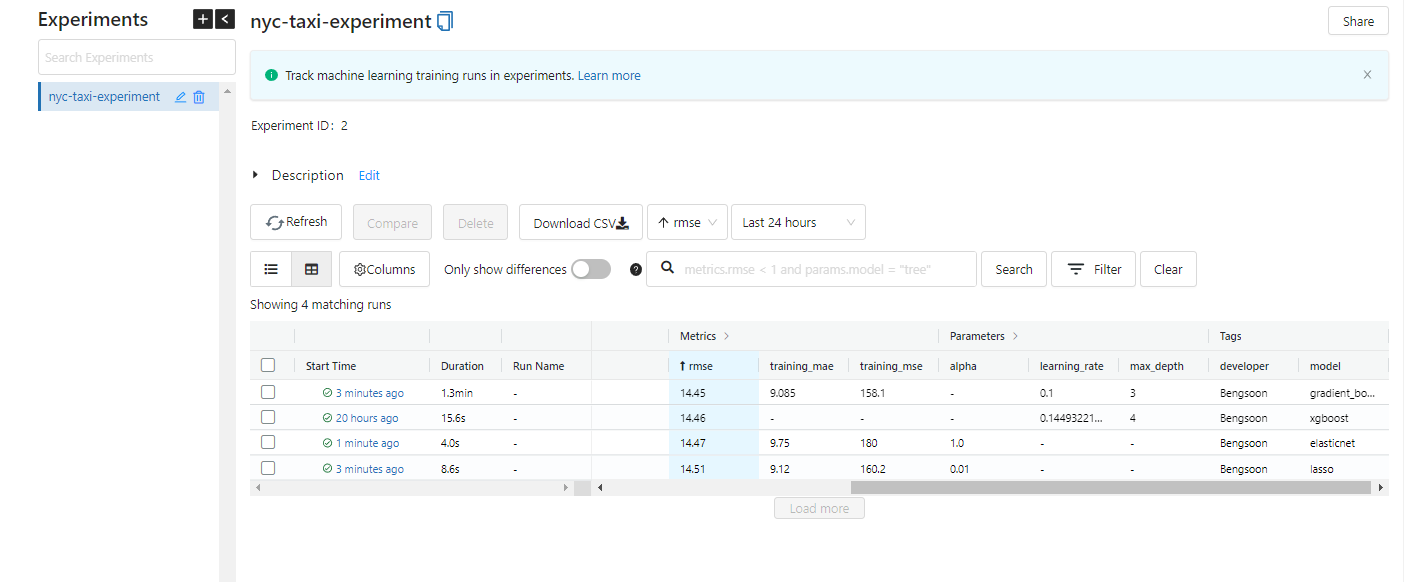 Experiments
+ <
nyc-taxi-experiment
Share
Search Experiments
Track machine learning training runs in experiments. Learn more
nyc-taxi-experiment
Experiment ID: 2
Description Edit
Refresh Compare Delete Download CSV ↑ rmse Last 24 hours
Columns Only show differences ? metrics.rmse < 1 and params.model = "tree" Search Filter Clear
Showing 4 matching runs
Metrics > Parameters > Tags
Start Time Duration Run Name ↑ rmse training_mae training_mse alpha learning_rate max_depth developer model
3 minutes ago 1.3min - 14.45 9.085 158.1 - 0.1 3 Bengsoon gradient_bo...
20 hours ago 15.6s - 14.46 - - - 0.14493221... 4 Bengsoon xgboost
1 minute ago 4.0s - 14.47 9.75 180 1.0 - - Bengsoon elasticnet
3 minutes ago 8.6s - 14.51 9.12 160.2 0.01 - - Bengsoon lasso
Load more